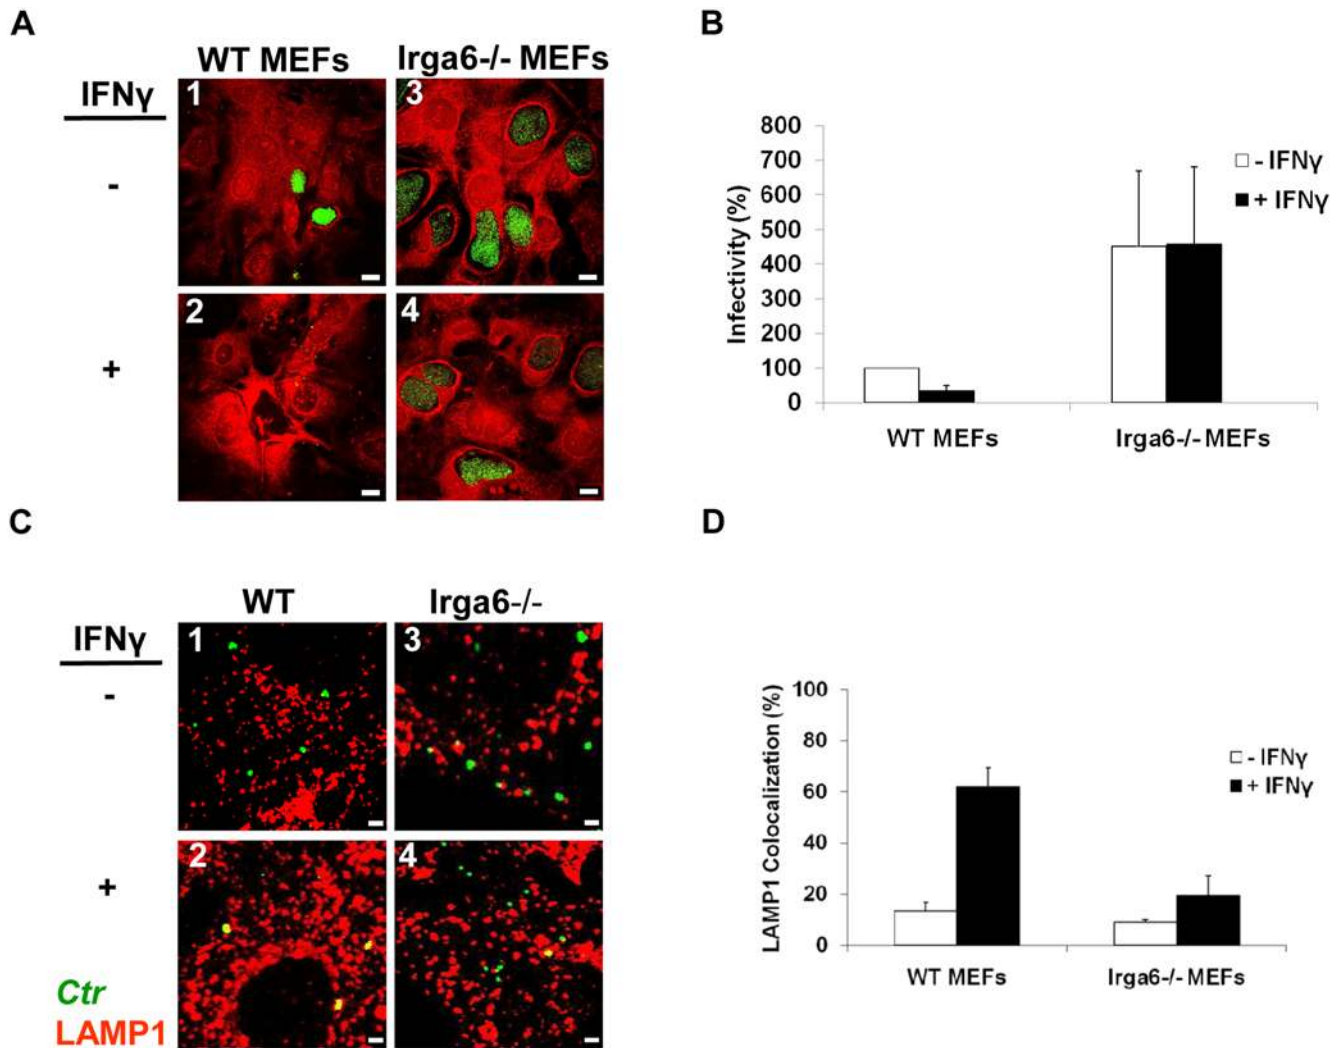 A
WT MEFs
Irga6-/- MEFs
IFNγ
1
3
-
2
4
+
B
800
700
600
500
400
300
200
100
0
Infectivity (%)
- IFNγ
+ IFNγ
WT MEFs
Irga6-/- MEFs
C
WT
Irga6-/-
IFNγ
1
3
-
2
4
+
Ctr
LAMP1
D
100
80
60
40
20
0
LAMP1 Colocalization (%)
- IFNγ
+ IFNγ
WT MEFs
Irga6-/- MEFs